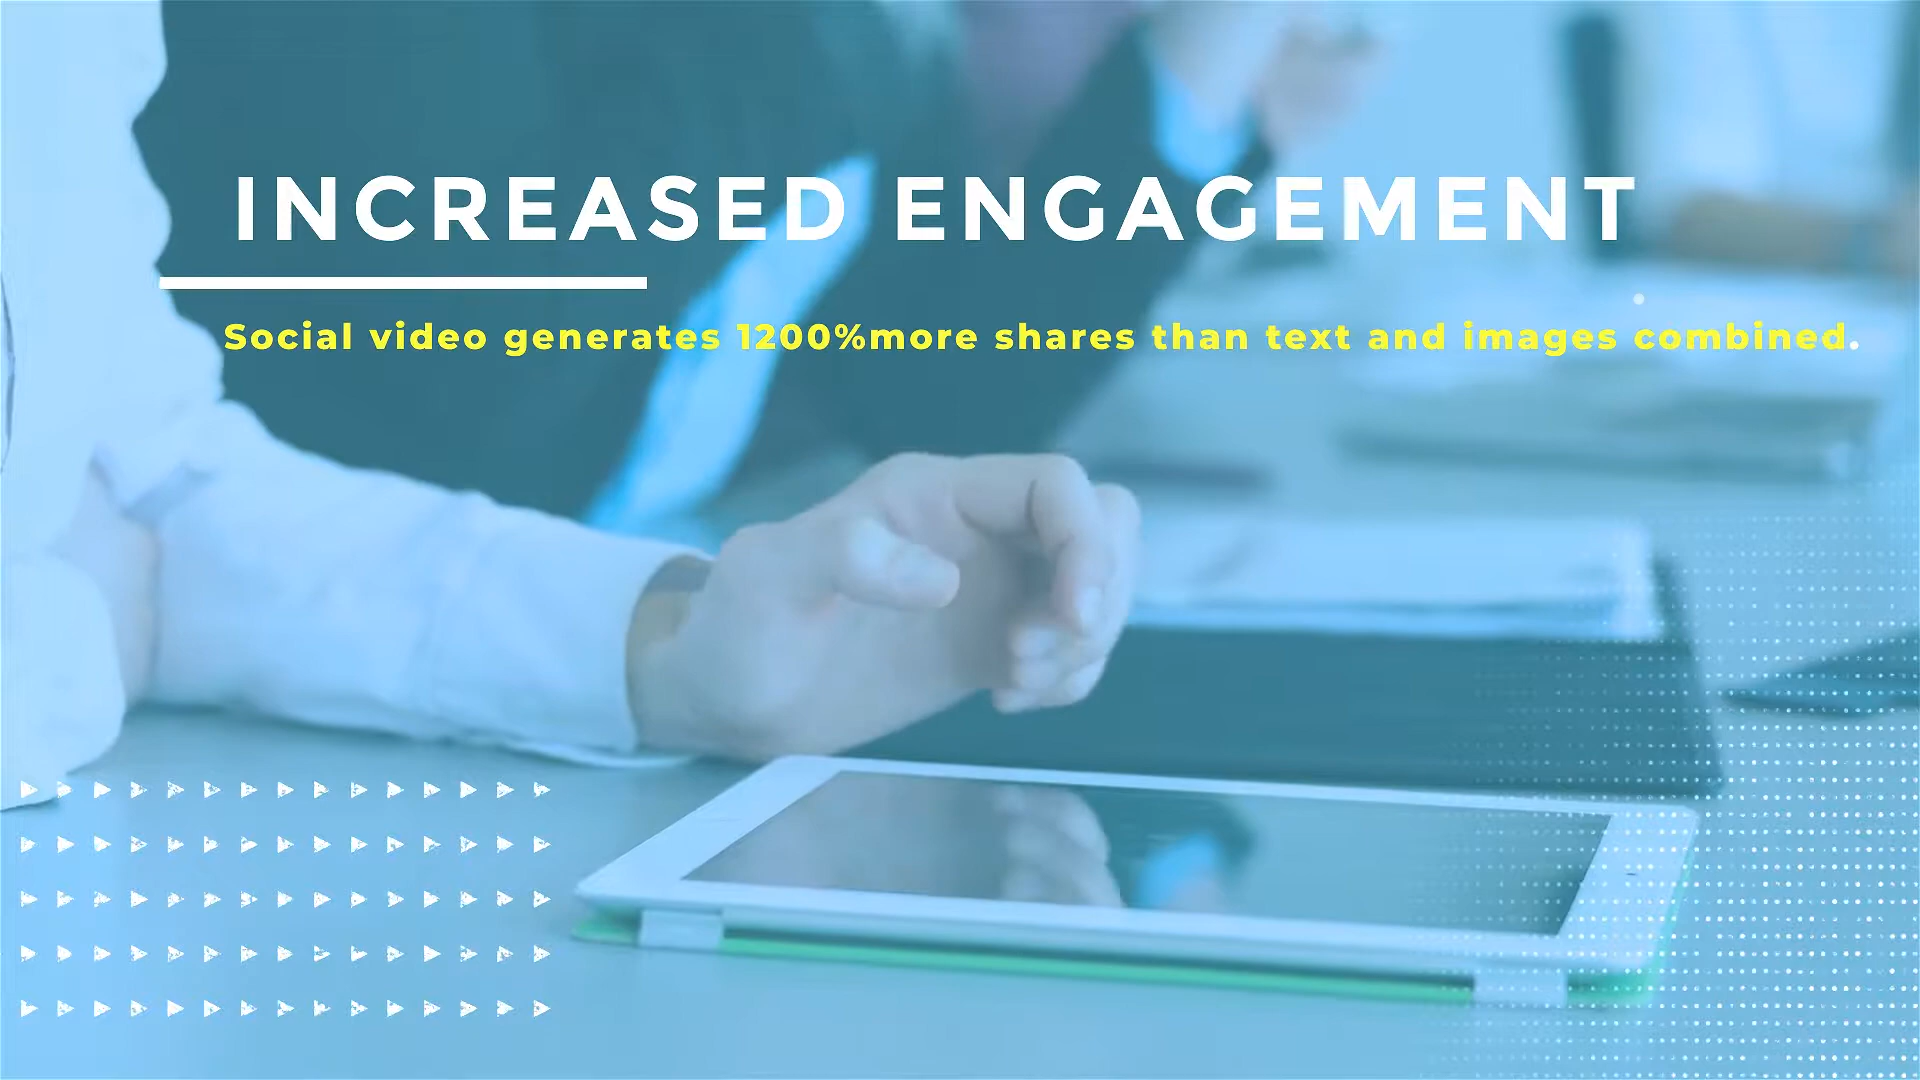 INCREASED ENGAGEMENT
Social video generates 1200%more shares than text and images combined.